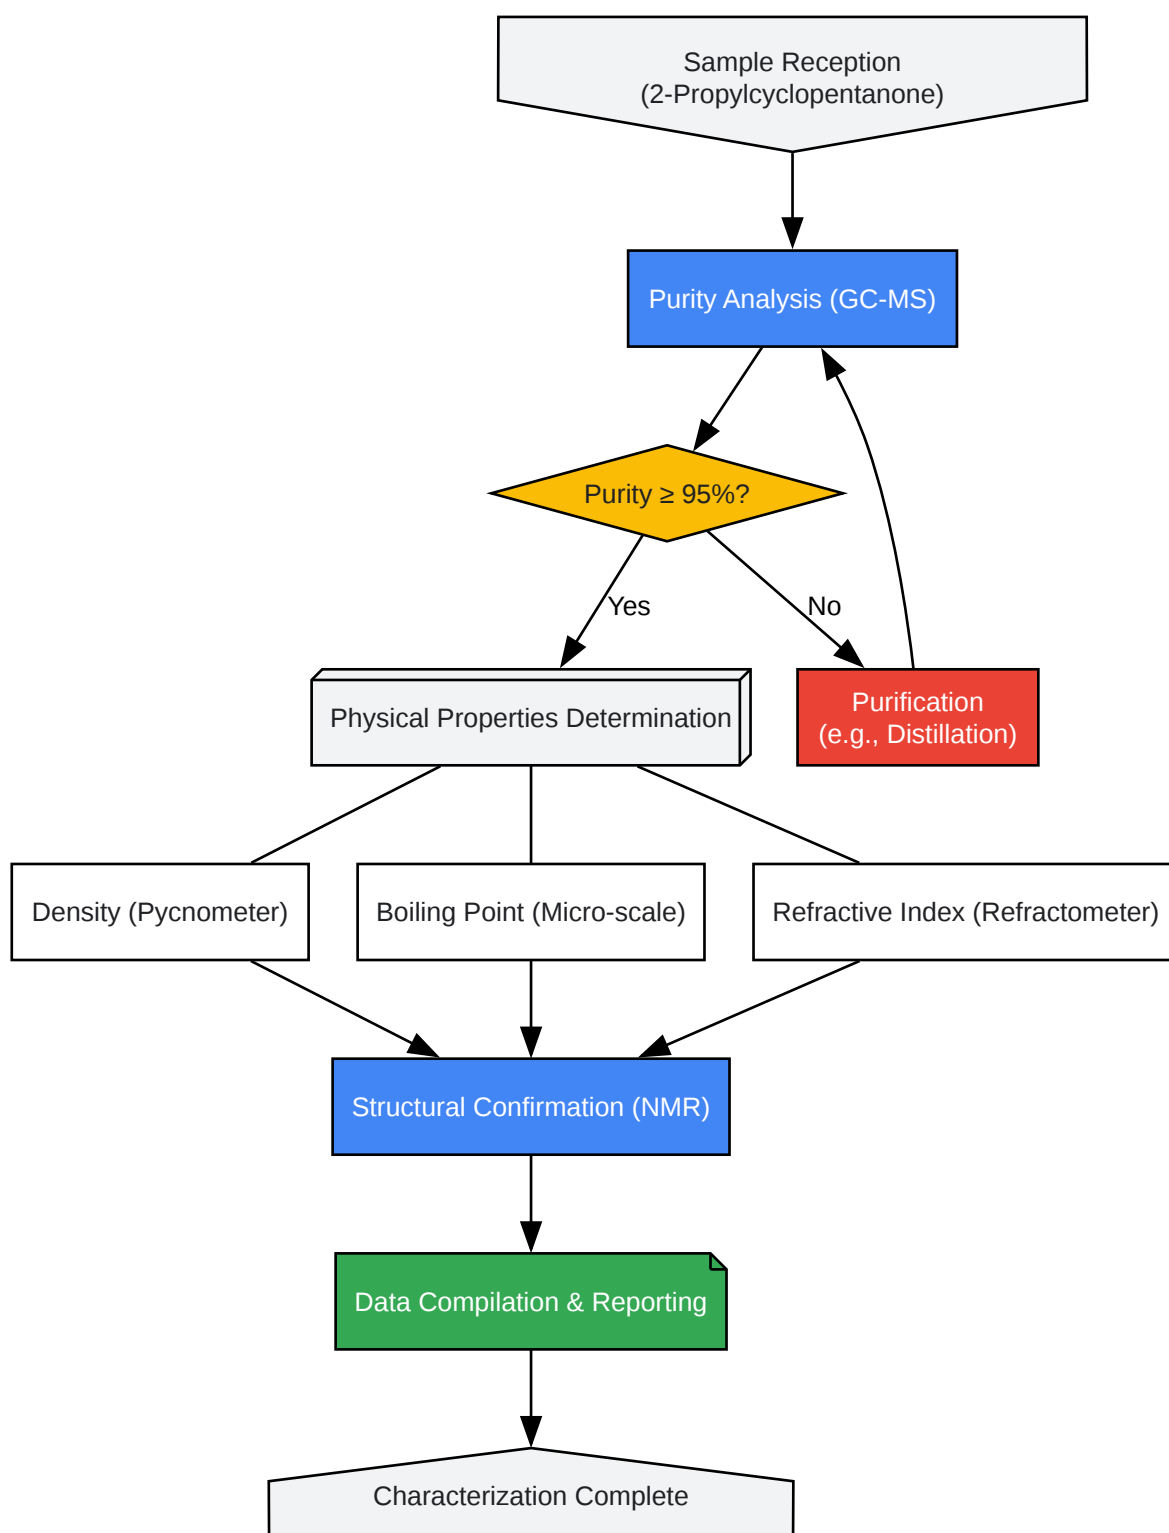 Sample Reception
(2-Propylcyclopentanone)
Purity Analysis (GC-MS)
Purity ≥ 95%?
Yes
No
Physical Properties Determination
Purification
(e.g., Distillation)
Density (Pycnometer)
Boiling Point (Micro-scale)
Refractive Index (Refractometer)
Structural Confirmation (NMR)
Data Compilation & Reporting
Characterization Complete